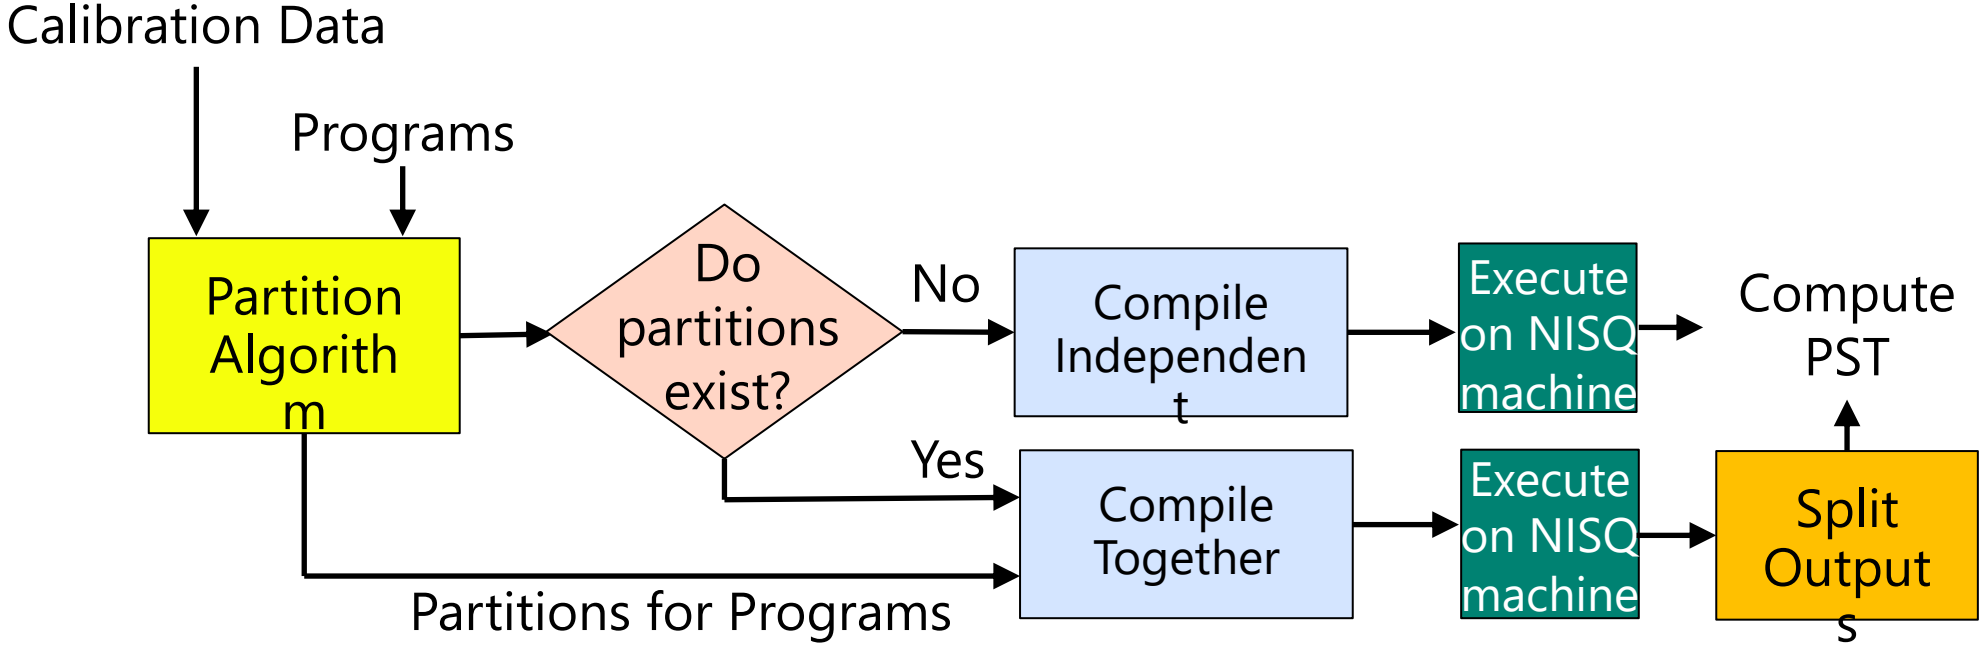 Calibration Data
Programs
Partition
Algorith
m
Do
partitions
exist?
No
Compile
Independen
t
Execute
on NISQ
machine
Compute
PST
Yes
Compile
Together
Execute
on NISQ
machine
Split
Output
s
Partitions for Programs